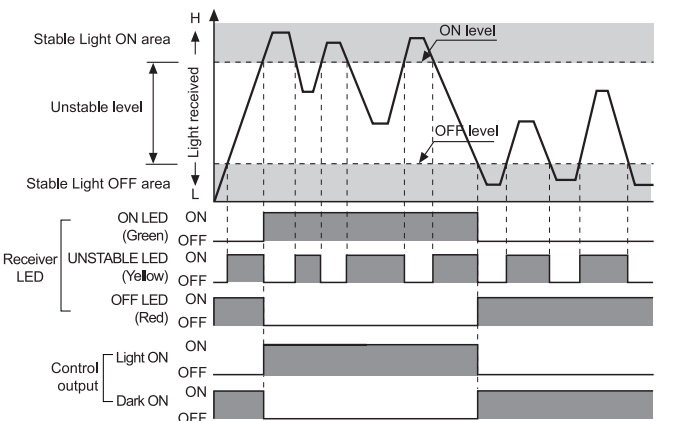 H
Stable Light ON area
ON level
Unstable level
Light received
OFF level
Stable Light OFF area
L
ON LED
(Green)
ON
OFF
Receiver
LED
UNSTABLE LED
(Yellow)
ON
OFF
OFF LED
(Red)
ON
OFF
Control
output
Light ON
ON
OFF
Dark ON
ON
OFF